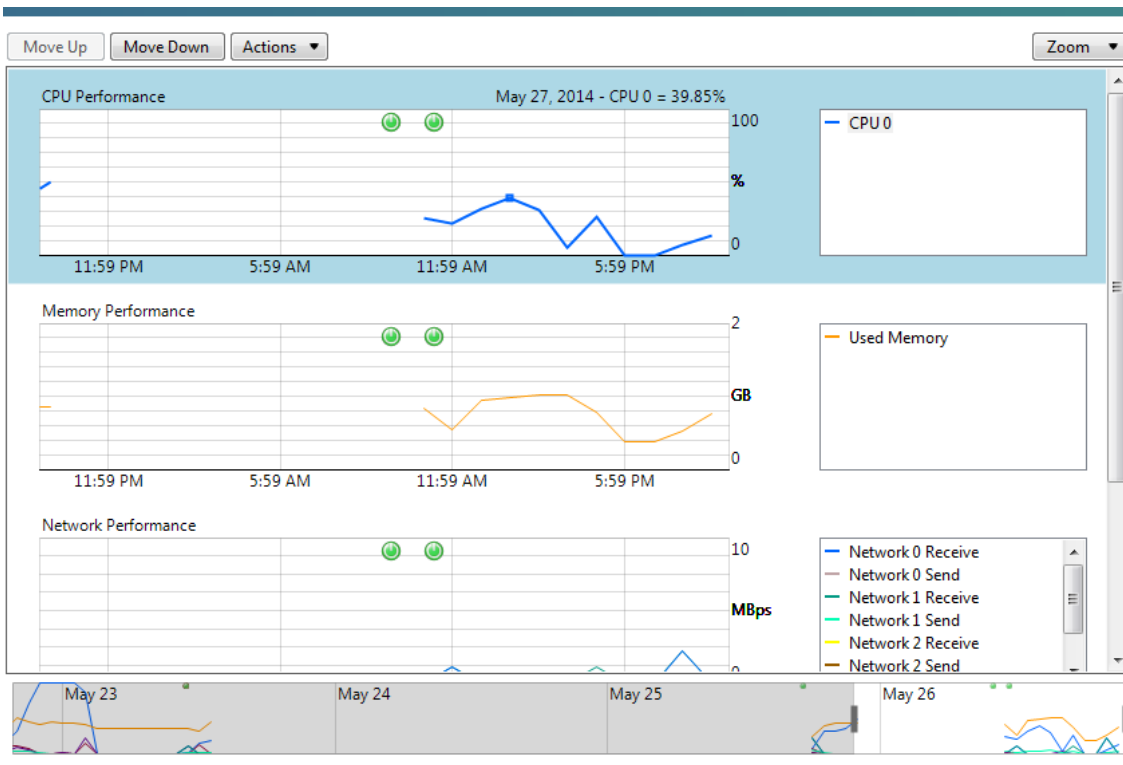 Move Up Move Down Actions Zoom
CPU Performance May 27, 2014 - CPU 0 = 39.85%
100
%
0
11:59 PM 5:59 AM 11:59 AM 5:59 PM
CPU 0
Memory Performance
2
GB
0
11:59 PM 5:59 AM 11:59 AM 5:59 PM
Used Memory
Network Performance
10
MBps
0
Network 0 Receive
Network 0 Send
Network 1 Receive
Network 1 Send
Network 2 Receive
Network 2 Send
May 23 May 24 May 25 May 26